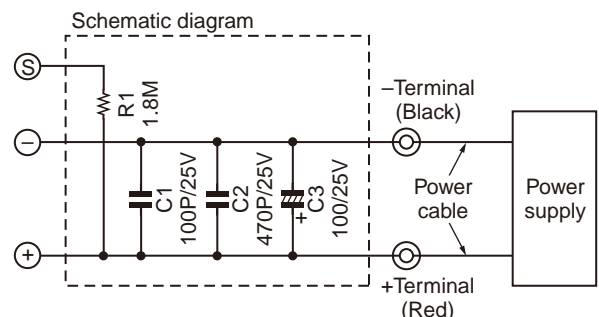 Schematic diagram
S
R1
1.8M
–Terminal
(Black)
–
C1
100P/25V
C2
470P/25V
+
C3
100/25V
Power
cable
Power
supply
+
+Terminal
(Red)